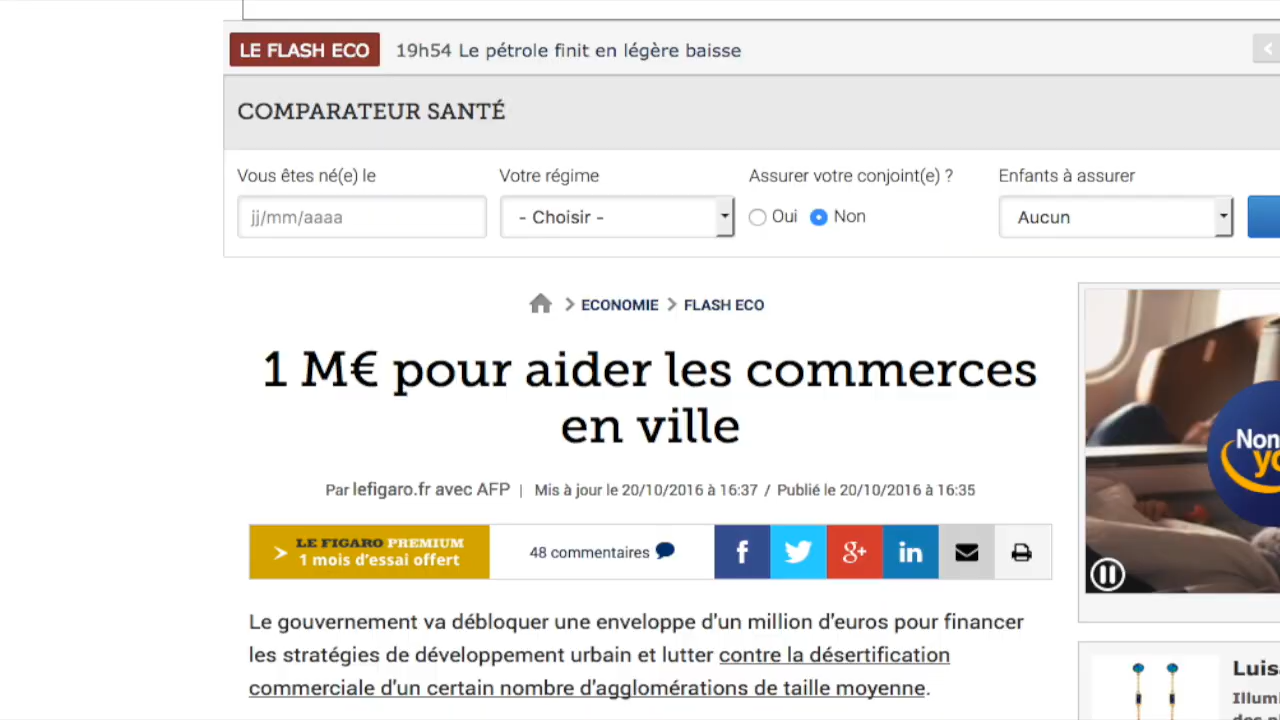 LE FLASH ECO 19h54 Le pétrole finit en légère baisse
COMPARATEUR SANTÉ
Vous êtes né(e) le Votre régime Assurer votre conjoint(e) ? Enfants à assurer
jj/mm/aaaa - Choisir - Oui Non Aucun
ECONOMIE FLASH ECO
1 M€ pour aider les commerces
en ville
Par lefigaro.fr avec AFP | Mis à jour le 20/10/2016 à 16:37 / Publié le 20/10/2016 à 16:35
LE FIGARO PREMIUM
1 mois d'essai offert
48 commentaires
f g+ in
Le gouvernement va débloquer une enveloppe d'un million d'euros pour financer
les stratégies de développement urbain et lutter contre la désertification
commerciale d'un certain nombre d'agglomérations de taille moyenne.
Non
yo
Luis
Illum